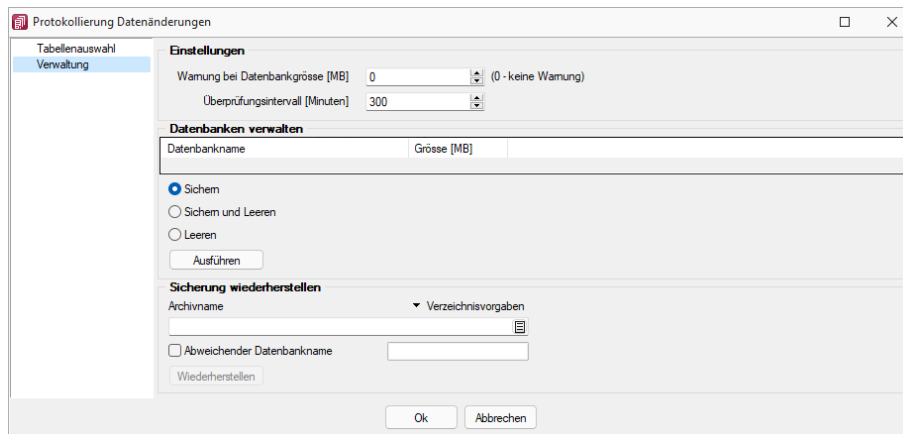 Protokollierung Datenänderungen
Tabellenauswahl
Verwaltung
Einstellungen
Warnung bei Datenbankgrösse [MB] 0 (0 - keine Warnung)
Überprüfungsintervall [Minuten] 300
Datenbanken verwalten
Datenbankname Grösse [MB]
Sichern
Sichern und Leeren
Leeren
Ausführen
Sicherung wiederherstellen
Archivname Verzeichnisvorgaben
Abweichender Datenbankname
Wiederherstellen
Ok Abbrechen